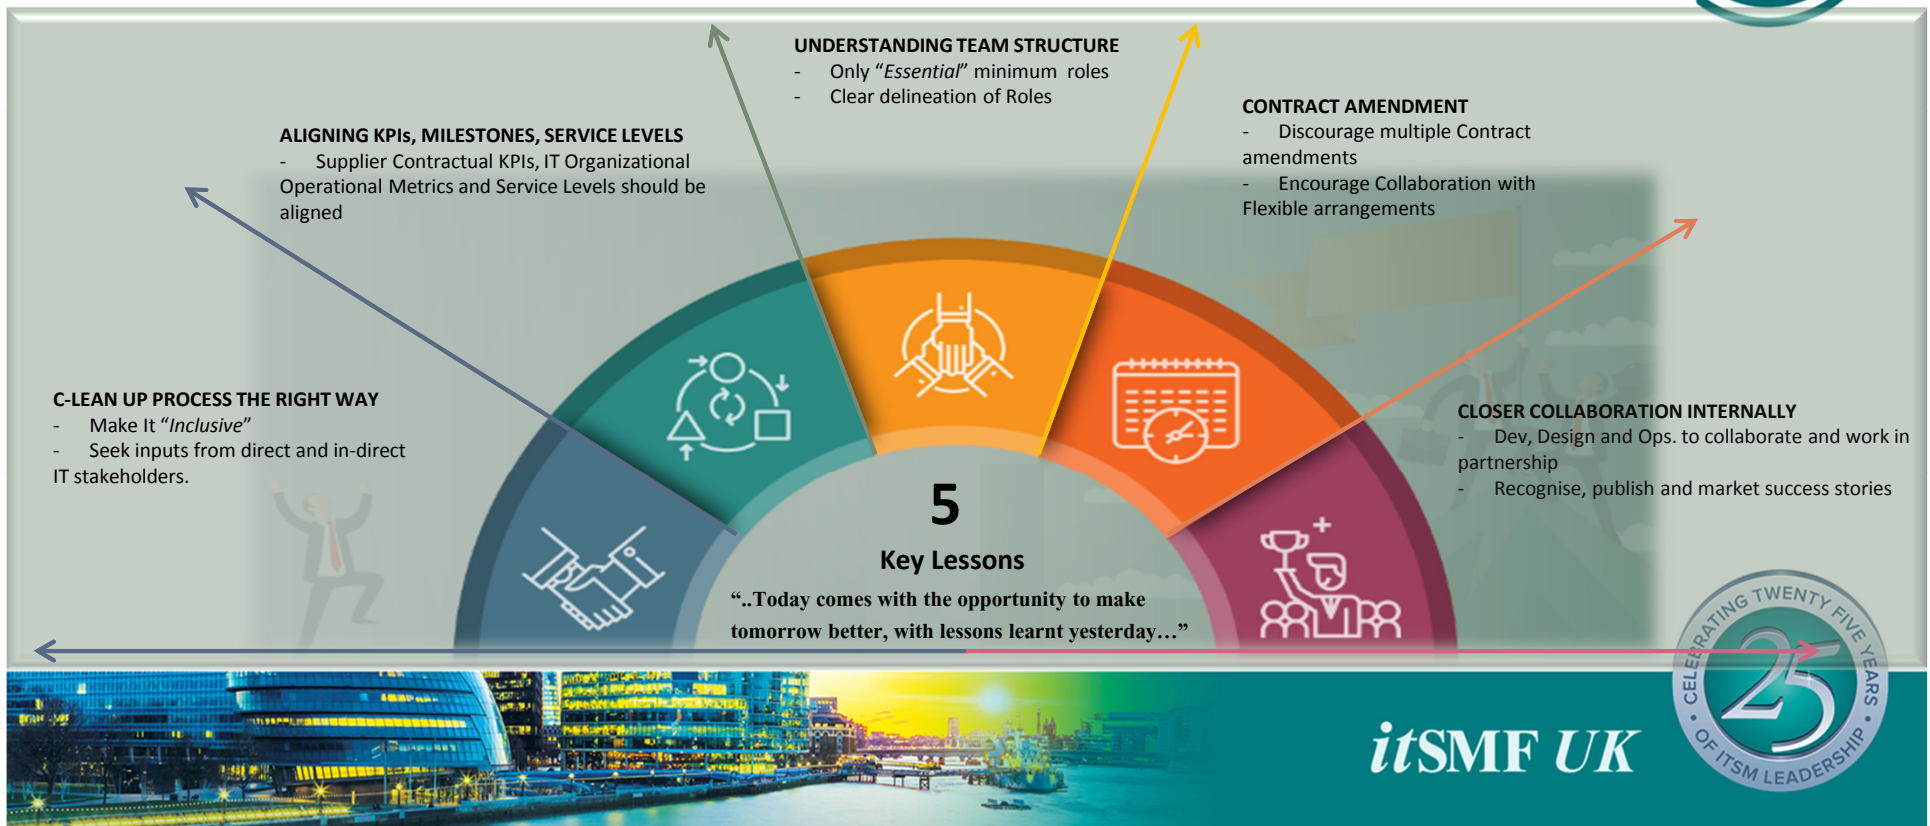 UNDERSTANDING TEAM STRUCTURE
- Only “Essential” minimum roles
- Clear delineation of Roles
CONTRACT AMENDMENT
- Discourage multiple Contract
amendments
- Encourage Collaboration with
Flexible arrangements
ALIGNING KPIs, MILESTONES, SERVICE LEVELS
- Supplier Contractual KPIs, IT Organizational
Operational Metrics and Service Levels should be
aligned
C-LEAN UP PROCESS THE RIGHT WAY
- Make It “Inclusive”
- Seek inputs from direct and in-direct
IT stakeholders.
CLOSER COLLABORATION INTERNALLY
- Dev, Design and Ops. to collaborate and work in
partnership
- Recognise, publish and market success stories
5
Key Lessons
“..Today comes with the opportunity to make
tomorrow better, with lessons learnt yesterday…”
itSMF UK
CELEBRATING TWENTY FIVE YEARS
25
• OF ITSM LEADERSHIP •